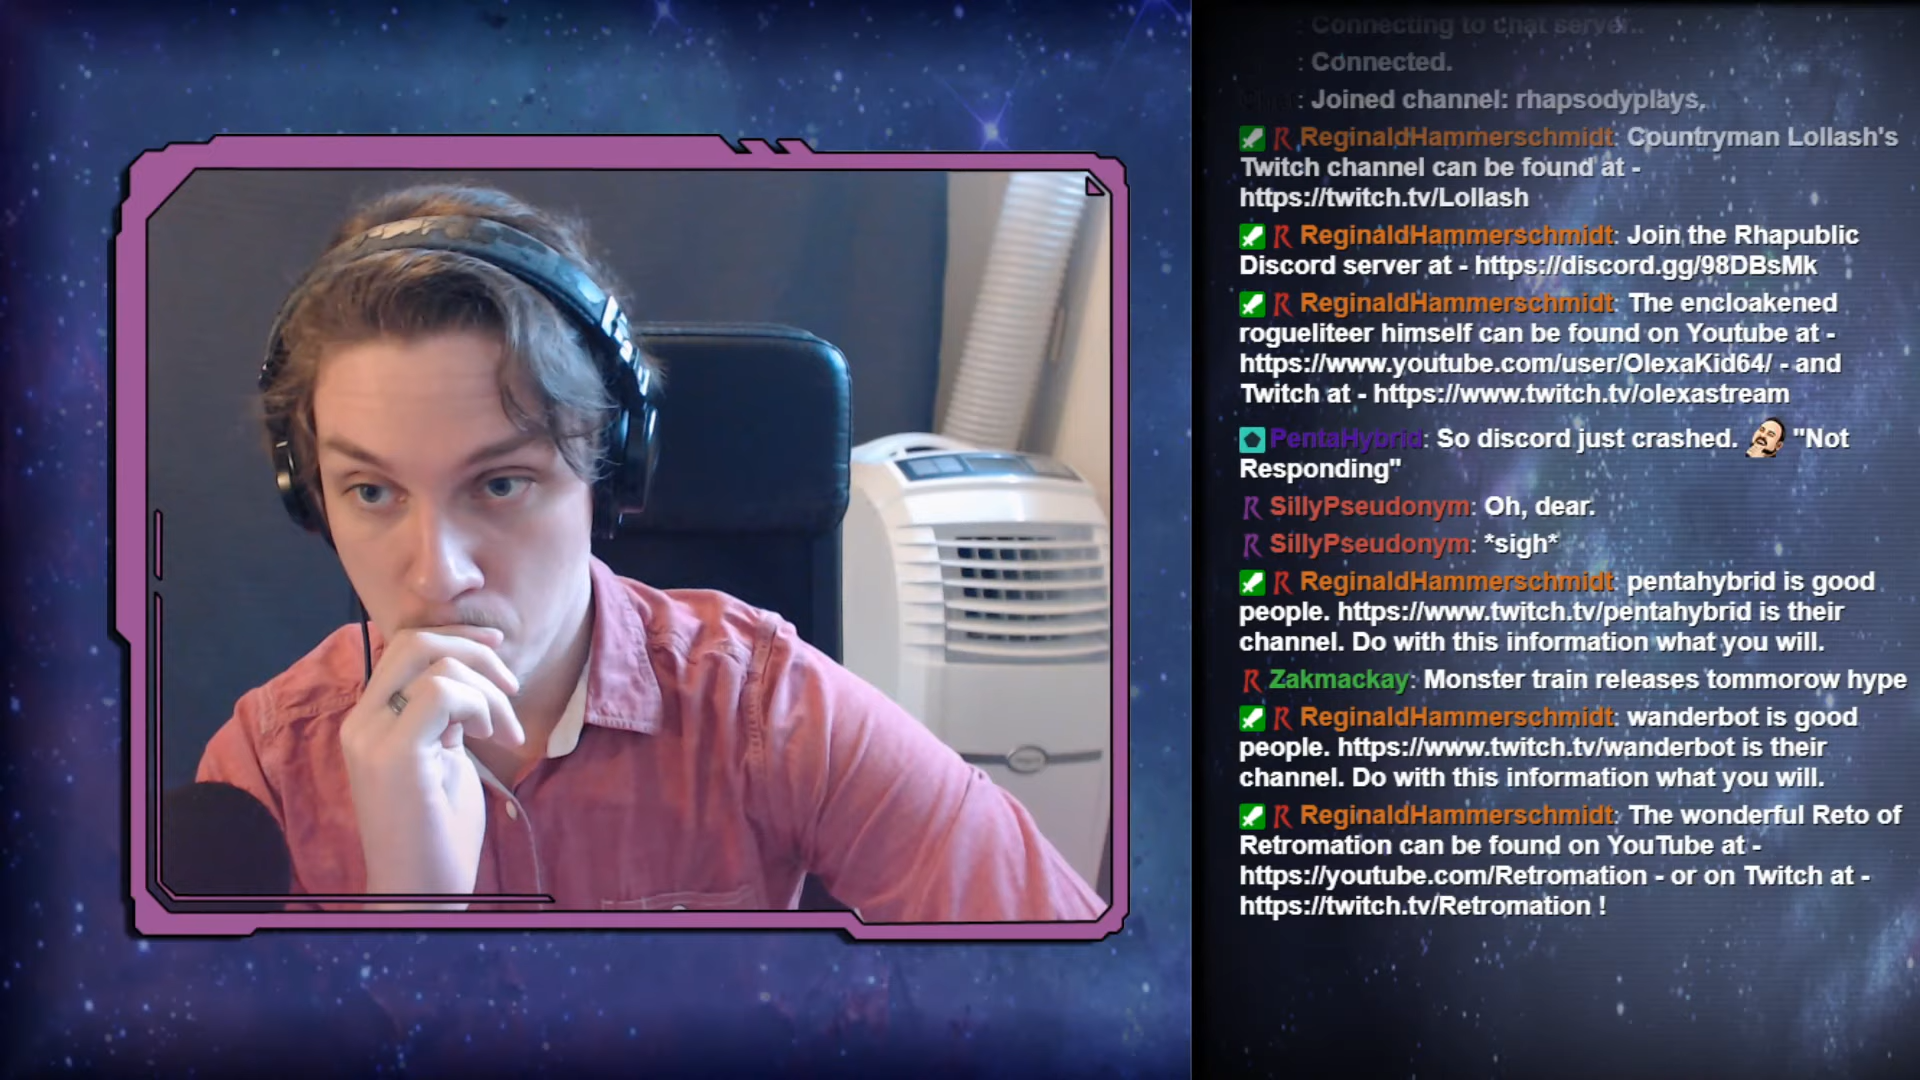 : Connecting to chat server..
: Connected.
: Joined channel: rhapsodyplays.
ReginaldHammerschmidt: Countryman Lollash's
Twitch channel can be found at -
https://twitch.tv/Lollash
ReginaldHammerschmidt: Join the Rhapublic
Discord server at - https://discord.gg/98DBsMk
ReginaldHammerschmidt: The encloakened
rogueliteer himself can be found on Youtube at -
https://www.youtube.com/user/OlexaKid64/ - and
Twitch at - https://www.twitch.tv/olexastream
PentaHybrid: So discord just crashed. "Not
Responding"
SillyPseudonym: Oh, dear.
SillyPseudonym: *sigh*
ReginaldHammerschmidt: pentahybrid is good
people. https://www.twitch.tv/pentahybrid is their
channel. Do with this information what you will.
Zakmackay: Monster train releases tommorow hype
ReginaldHammerschmidt: wanderbot is good
people. https://www.twitch.tv/wanderbot is their
channel. Do with this information what you will.
ReginaldHammerschmidt: The wonderful Reto of
Retromation can be found on YouTube at -
https://youtube.com/Retromation - or on Twitch at -
https://twitch.tv/Retromation !